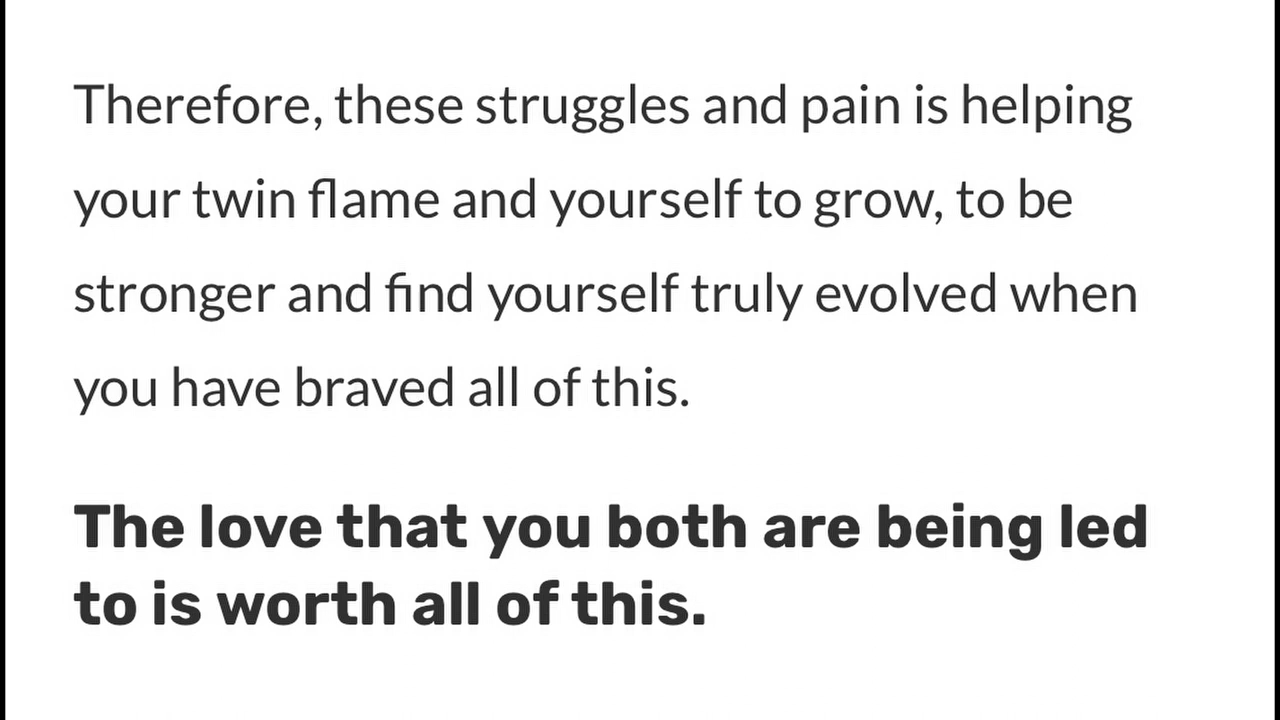 Therefore, these struggles and pain is helping
your twin flame and yourself to grow, to be
stronger and find yourself truly evolved when
you have braved all of this.
The love that you both are being led
to is worth all of this.